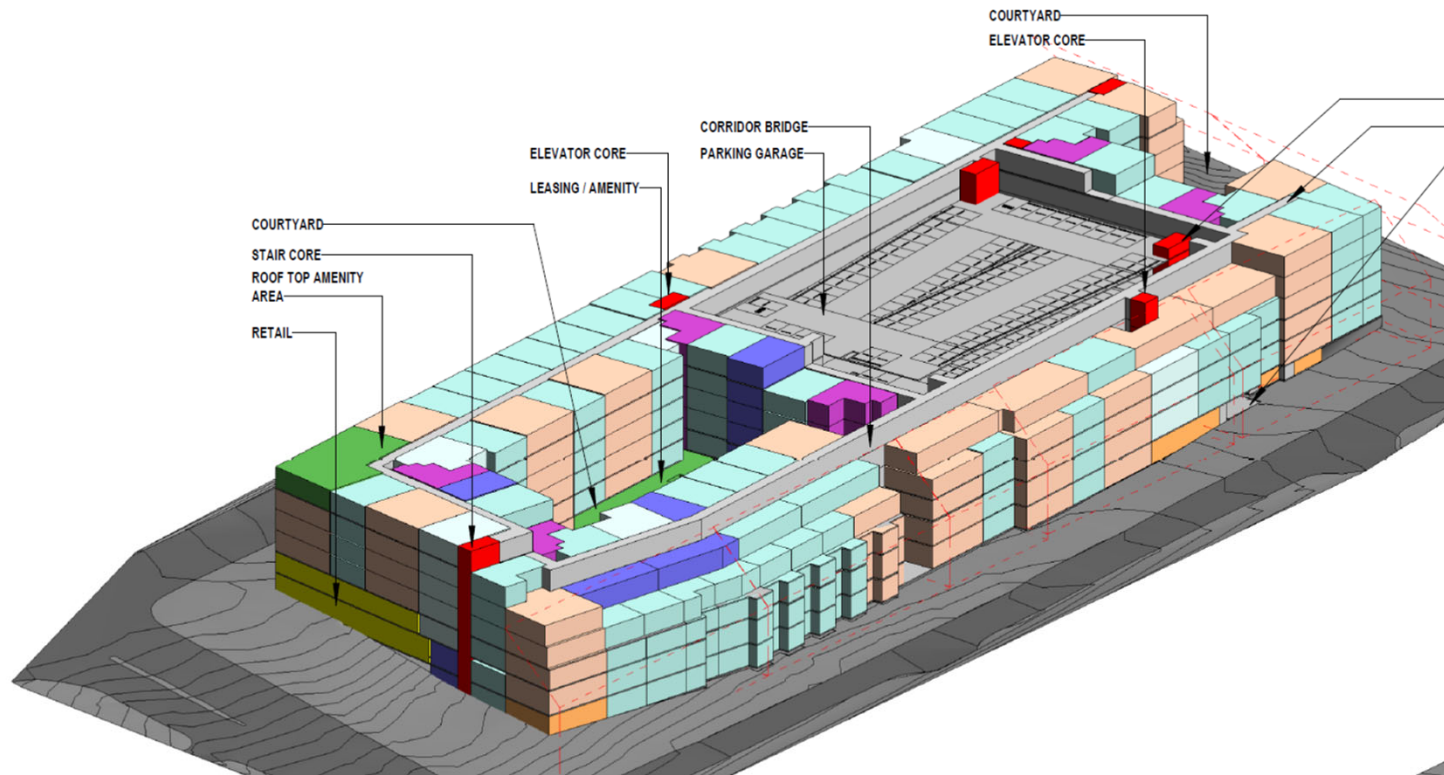 COURTYARD
ELEVATOR CORE
CORRIDOR BRIDGE
PARKING GARAGE
ELEVATOR CORE
LEASING / AMENITY
COURTYARD
STAIR CORE
ROOF TOP AMENITY
AREA
RETAIL